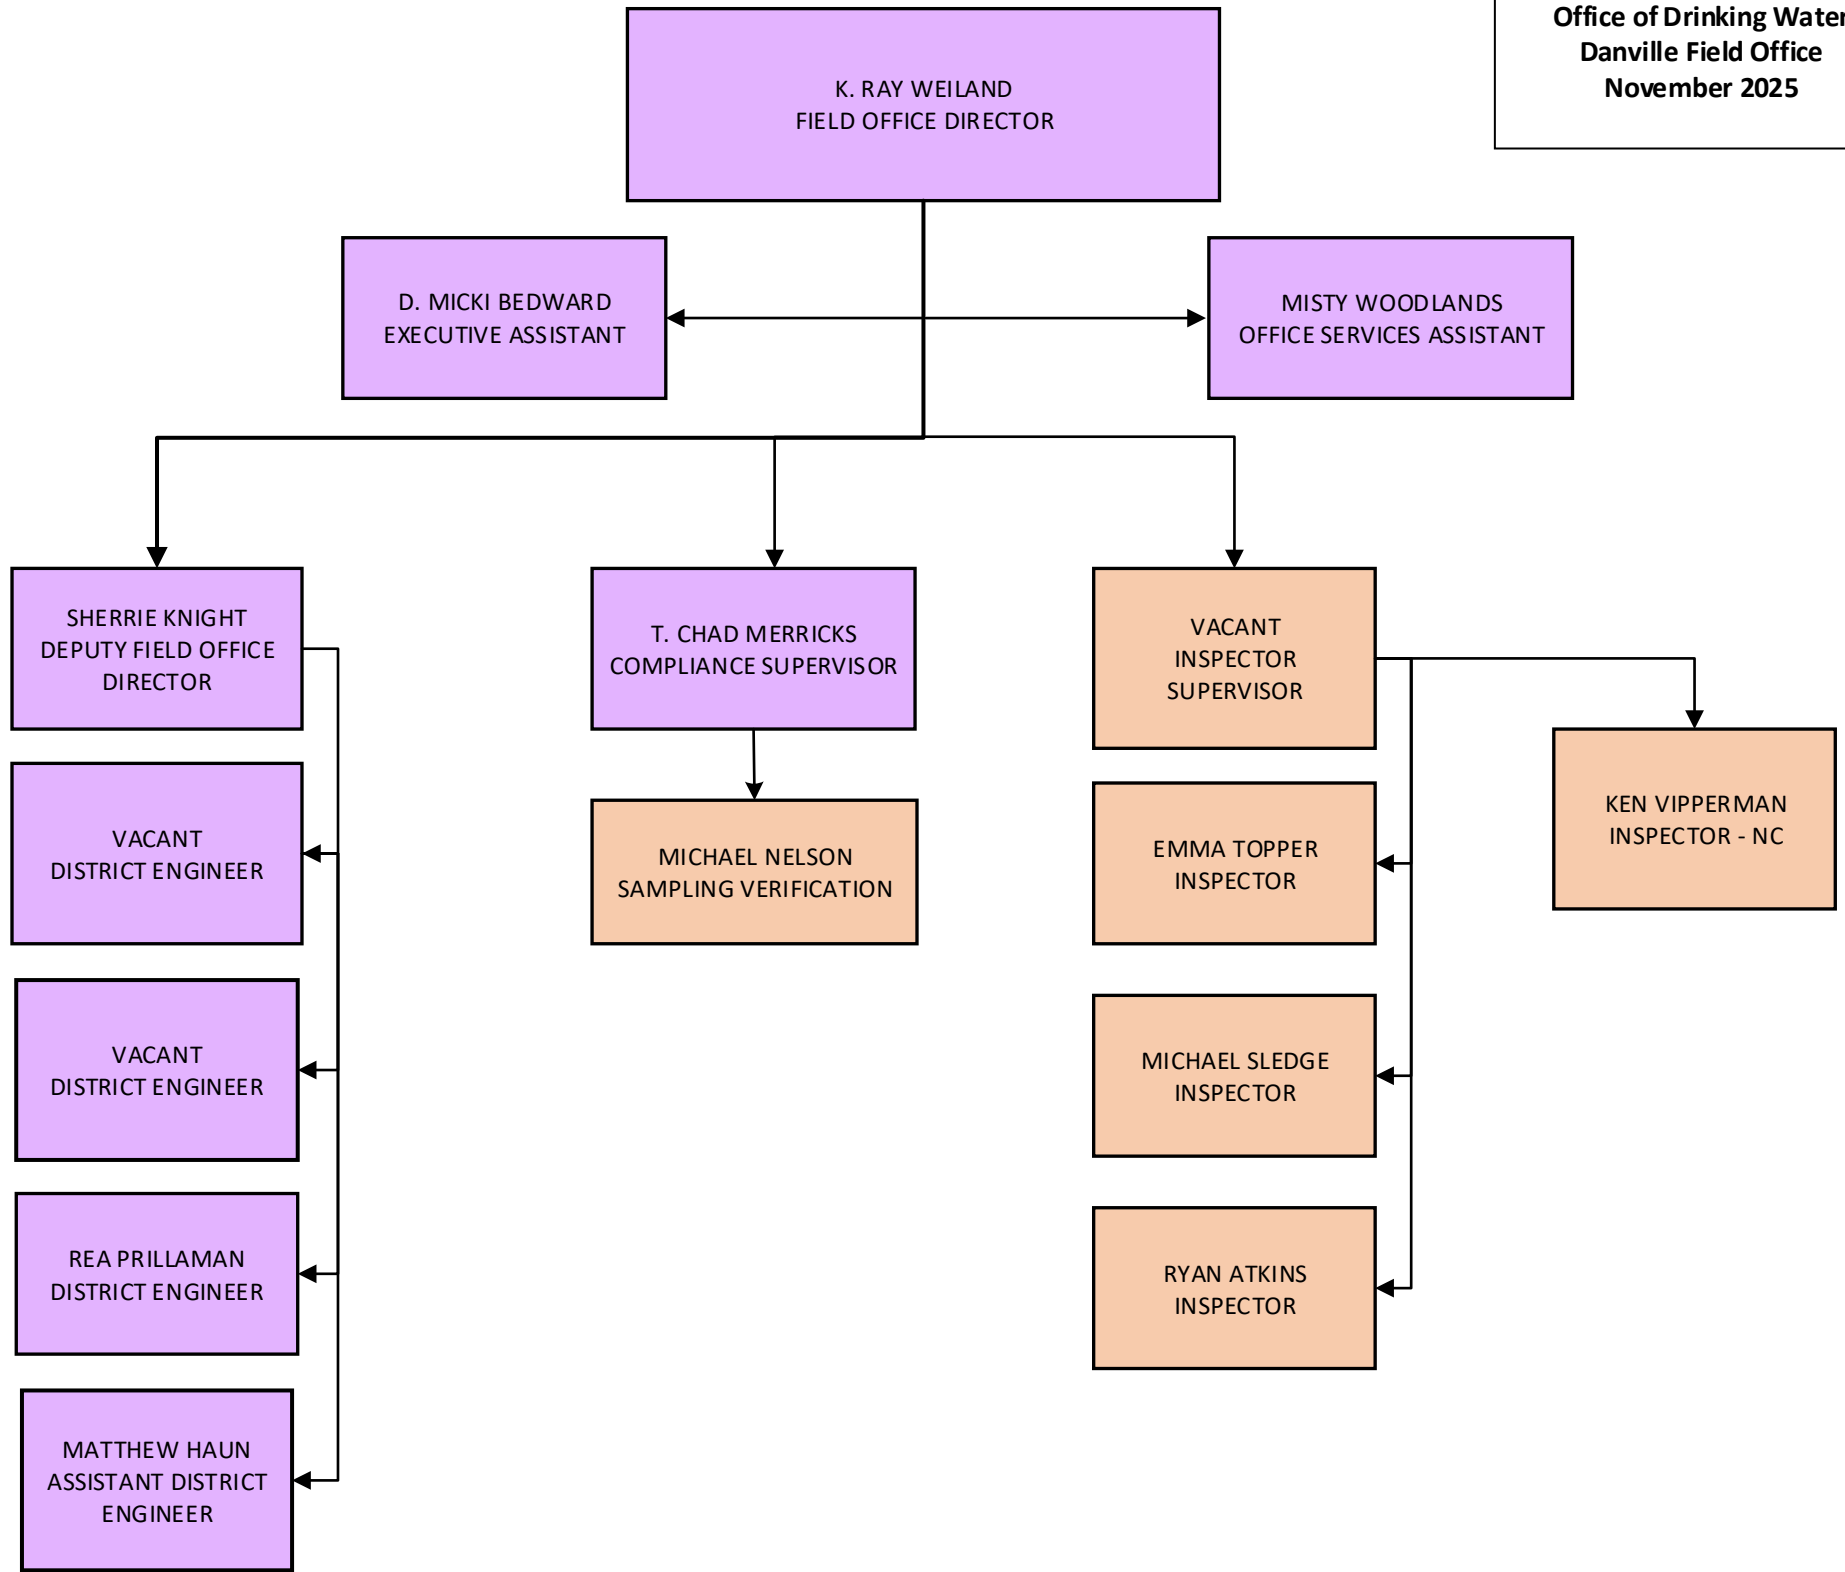 Office of Drinking Water
Danville Field Office
November 2025
K. RAY WEILAND
FIELD OFFICE DIRECTOR
D. MICKI BEDWARD
EXECUTIVE ASSISTANT
MISTY WOODLANDS
OFFICE SERVICES ASSISTANT
SHERRIE KNIGHT
DEPUTY FIELD OFFICE
DIRECTOR
T. CHAD MERRICKS
COMPLIANCE SUPERVISOR
VACANT
INSPECTOR
SUPERVISOR
KEN VIPPERMAN
INSPECTOR - NC
VACANT
DISTRICT ENGINEER
MICHAEL NELSON
SAMPLING VERIFICATION
EMMA TOPPER
INSPECTOR
VACANT
DISTRICT ENGINEER
MICHAEL SLEDGE
INSPECTOR
REA PRILLAMAN
DISTRICT ENGINEER
RYAN ATKINS
INSPECTOR
MATTHEW HAUN
ASSISTANT DISTRICT
ENGINEER